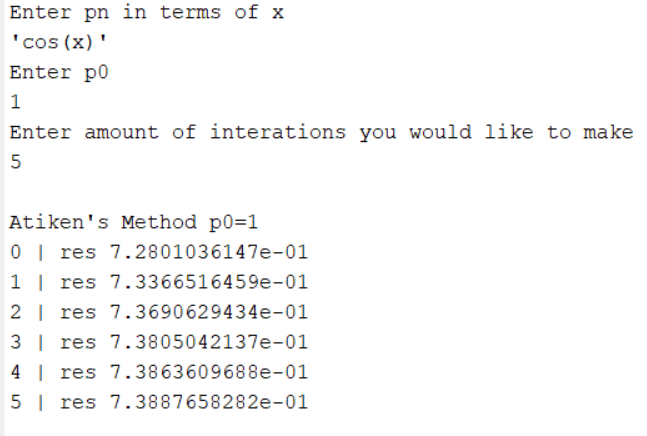 Enter pn in terms of x
'cos(x)'
Enter p0
1
Enter amount of interations you would like to make
5
Atiken's Method p0=1
0 | res 7.2801036147e-01
1 | res 7.3366516459e-01
2 | res 7.3690629434e-01
3 | res 7.3805042137e-01
4 | res 7.3863609688e-01
5 | res 7.3887658282e-01